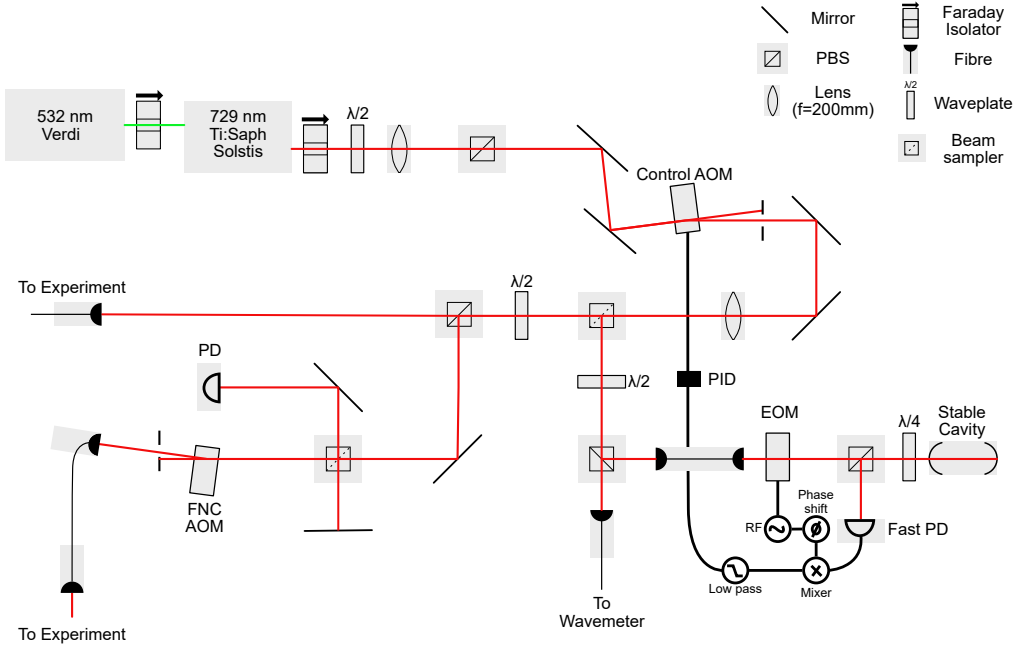 Mirror
Faraday
Isolator
PBS
Fibre
Lens
(f=200mm)
λ/2
Waveplate
Beam
sampler
532 nm
Verdi
729 nm
Ti:Saph
Solstis
λ/2
Control AOM
To Experiment
λ/2
PD
λ/2
PID
EOM
λ/4
Stable
Cavity
FNC
AOM
Phase
shift
RF
Fast PD
Low pass
Mixer
To
Wavemeter
To Experiment